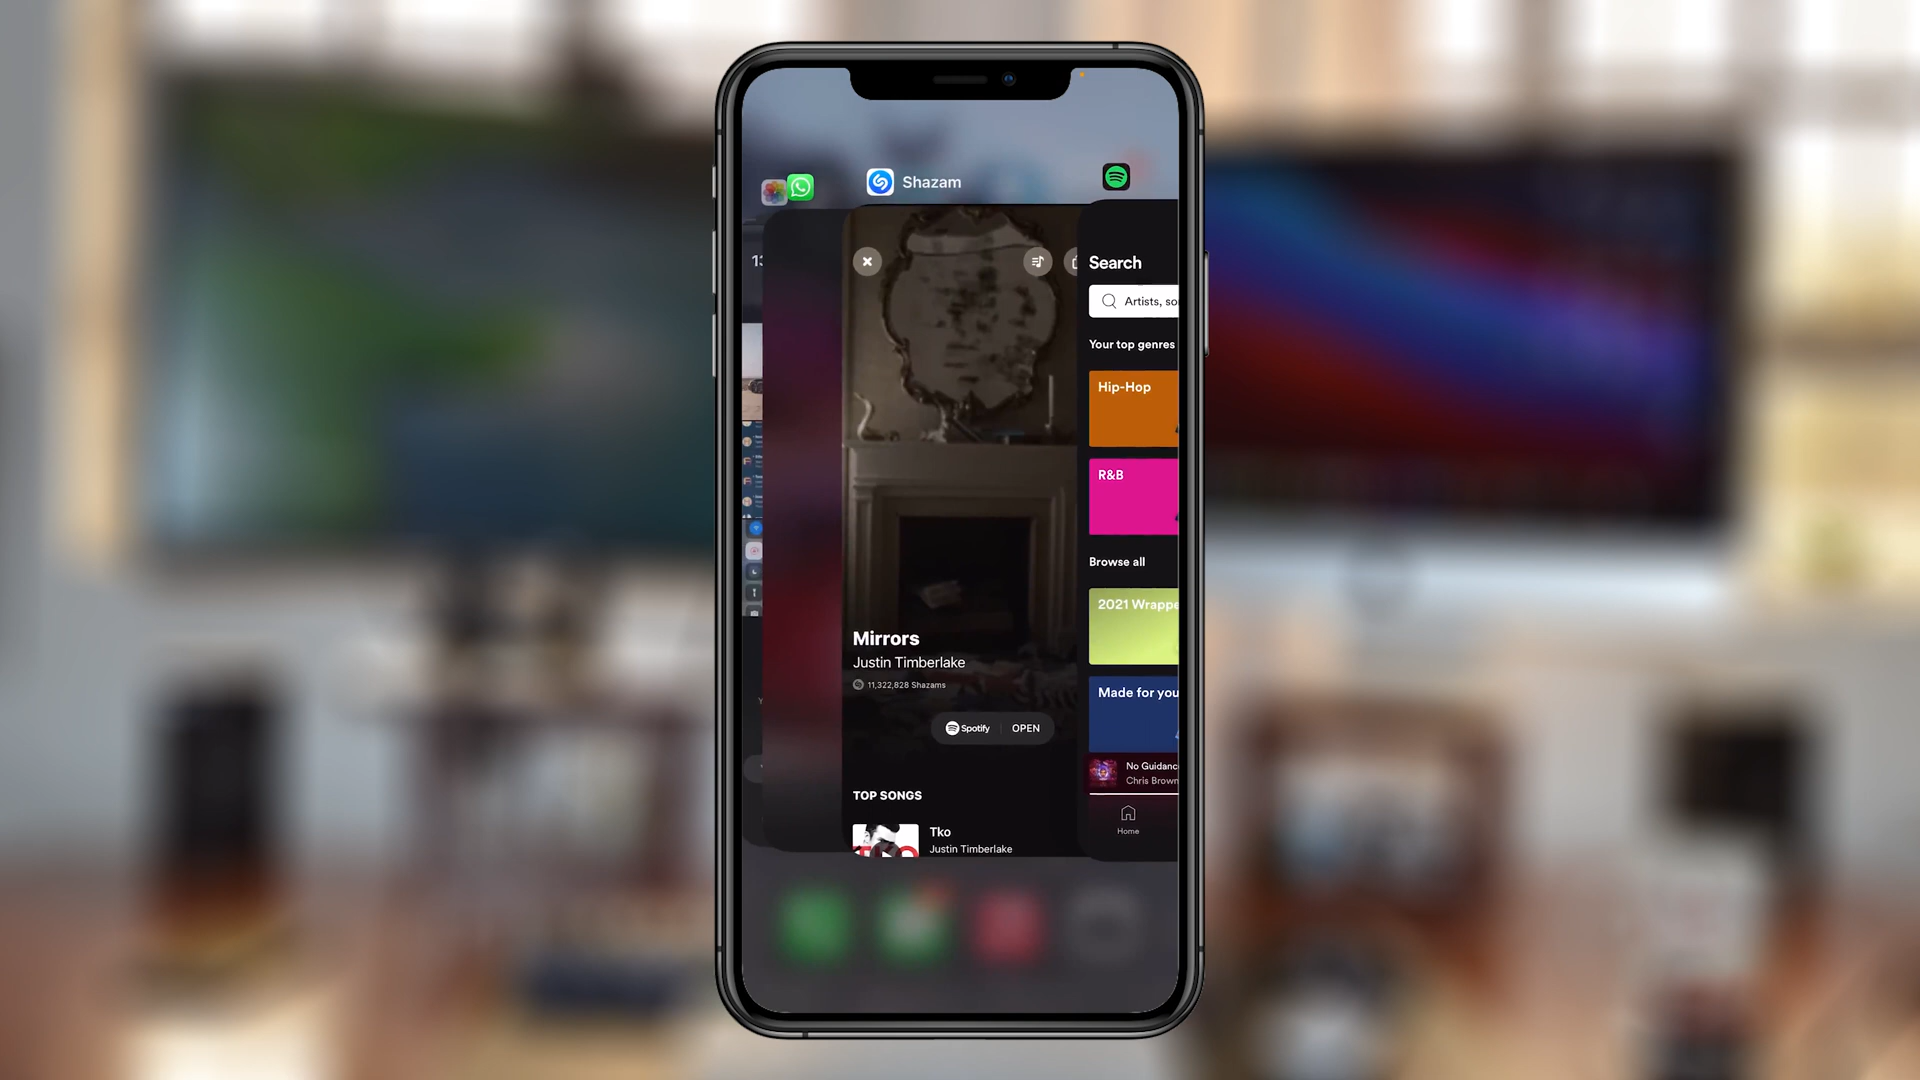 Shazam
13
Search
Artists, so
Your top genres
Hip-Hop
R&B
Browse all
2021 Wrappe
Made for you
No Guidanc
Chris Brown
Home
Mirrors
Justin Timberlake
11,322,828 Shazams
Spotify
OPEN
TOP SONGS
Tko
Justin Timberlake